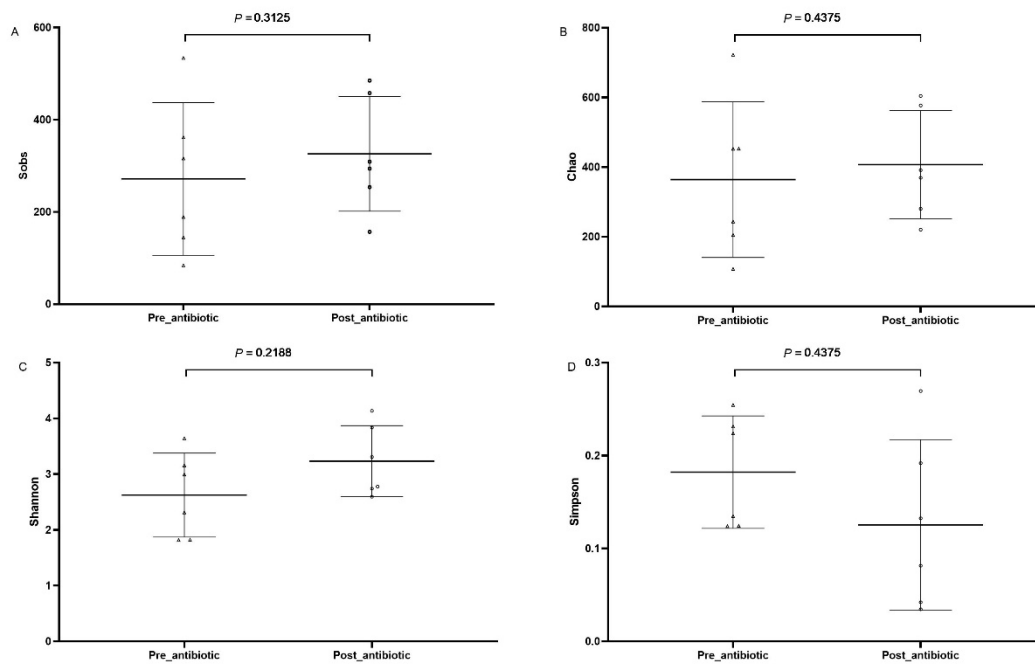 A
P = 0.3125
Sobs
600
400
200
0
Pre_antibiotic
Post_antibiotic
B
P = 0.4375
Chao
800
600
400
200
0
Pre_antibiotic
Post_antibiotic
C
P = 0.2188
Shannon
5
4
3
2
1
0
Pre_antibiotic
Post_antibiotic
D
P = 0.4375
Simpson
0.3
0.2
0.1
0.0
Pre_antibiotic
Post_antibiotic